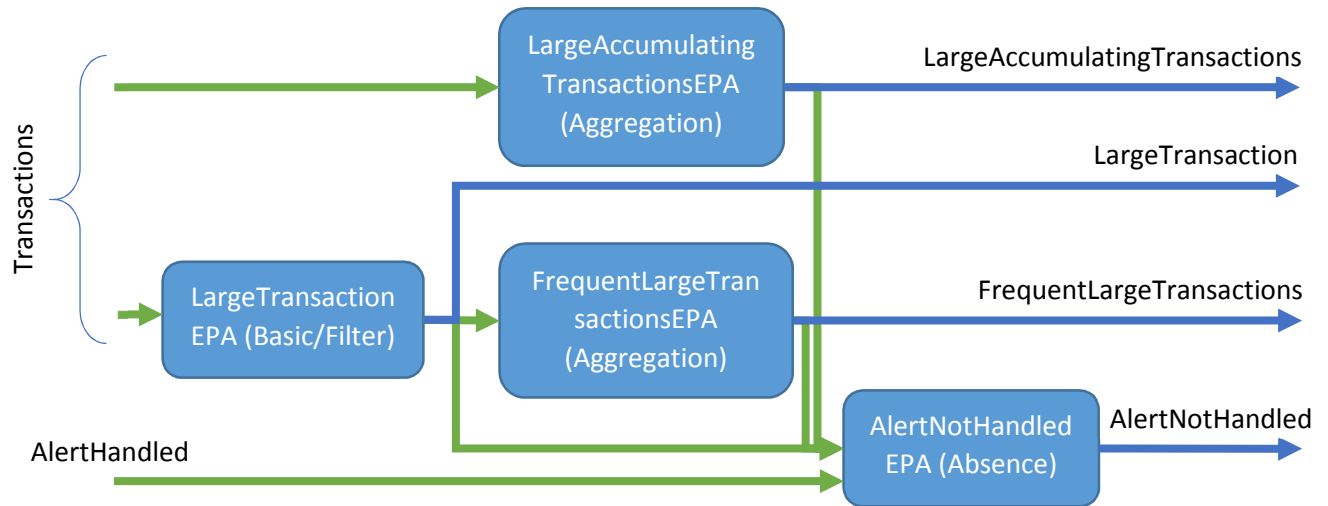 LargeAccumulating
TransactionsEPA
(Aggregation)
LargeAccumulatingTransactions
LargeTransaction
Transactions
LargeTransaction
EPA (Basic/Filter)
FrequentLargeTran
sactionsEPA
(Aggregation)
FrequentLargeTransactions
AlertHandled
AlertNotHandled
EPA (Absence)
AlertNotHandled